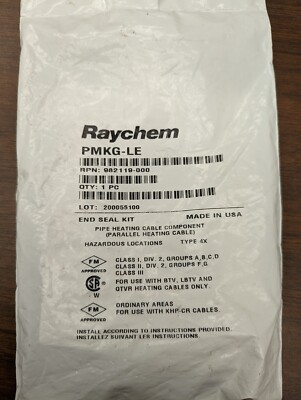 Raychem
PMKG-LE
RPN: 982119-000
QTY: 1 PC
LOT: 200055100
END SEAL KIT MADE IN USA
PIPE HEATING CABLE COMPONENT
(PARALLEL HEATING CABLE)
HAZARDOUS LOCATIONS TYPE 4X
FM
APPROVED
CLASS I, DIV. 2, GROUPS A,B,C,D
CLASS II, DIV. 2, GROUPS F,G
CLASS III
SA
W
FOR USE WITH BTV, LBTV AND
QTVR HEATING CABLES ONLY.
FM
APPROVED
ORDINARY AREAS
FOR USE WITH KHP-CR CABLES.
INSTALL ACCORDING TO INSTRUCTIONS PROVIDED.
INSTALLEZ SUIVANT LES INSTRUCTIONS.